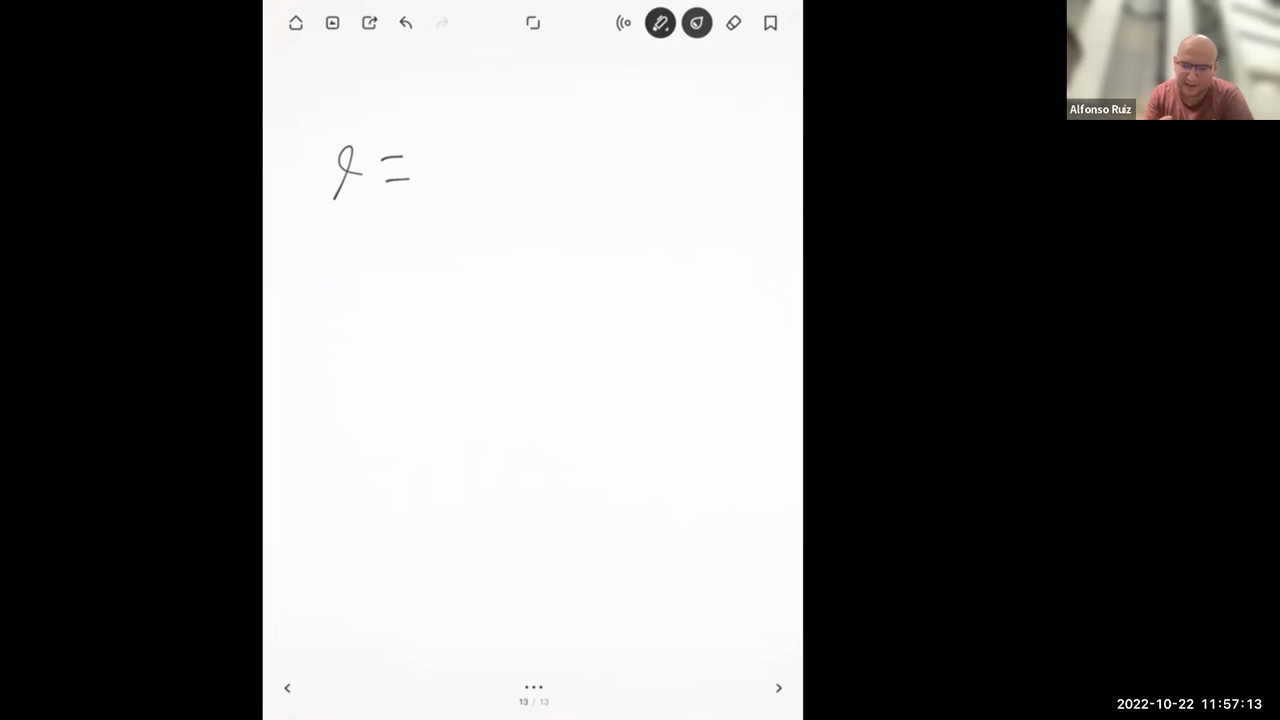 Alfonso Ruiz
=
13 / 13
2022-10-22 11:57:13